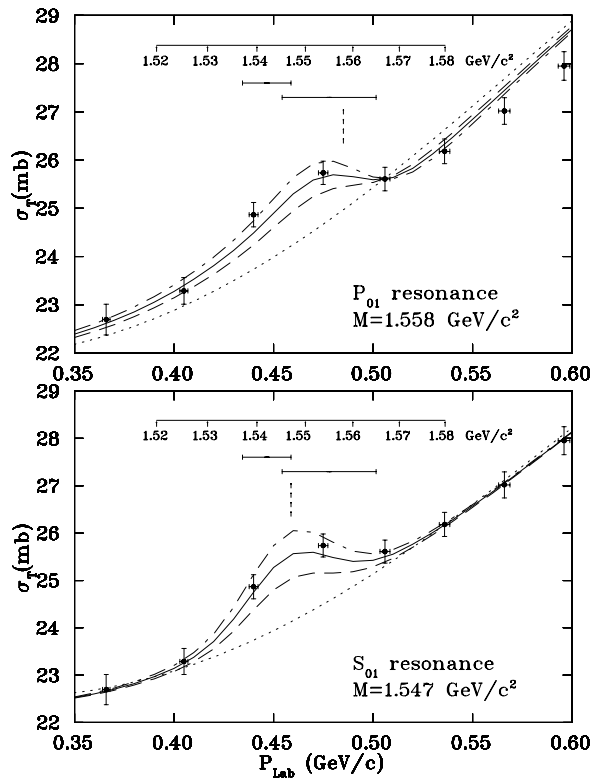 29
28
27
26
25
24
23
22
σ_T(mb)
1.52 1.53 1.54 1.55 1.56 1.57 1.58 GeV/c²
P₀₁ resonance
M=1.558 GeV/c²
0.35 0.40 0.45 0.50 0.55 0.60
29
28
27
26
25
24
23
22
σ_T(mb)
1.52 1.53 1.54 1.55 1.56 1.57 1.58 GeV/c²
S₀₁ resonance
M=1.547 GeV/c²
0.35 0.40 0.45 0.50 0.55 0.60
P_Lab (GeV/c)